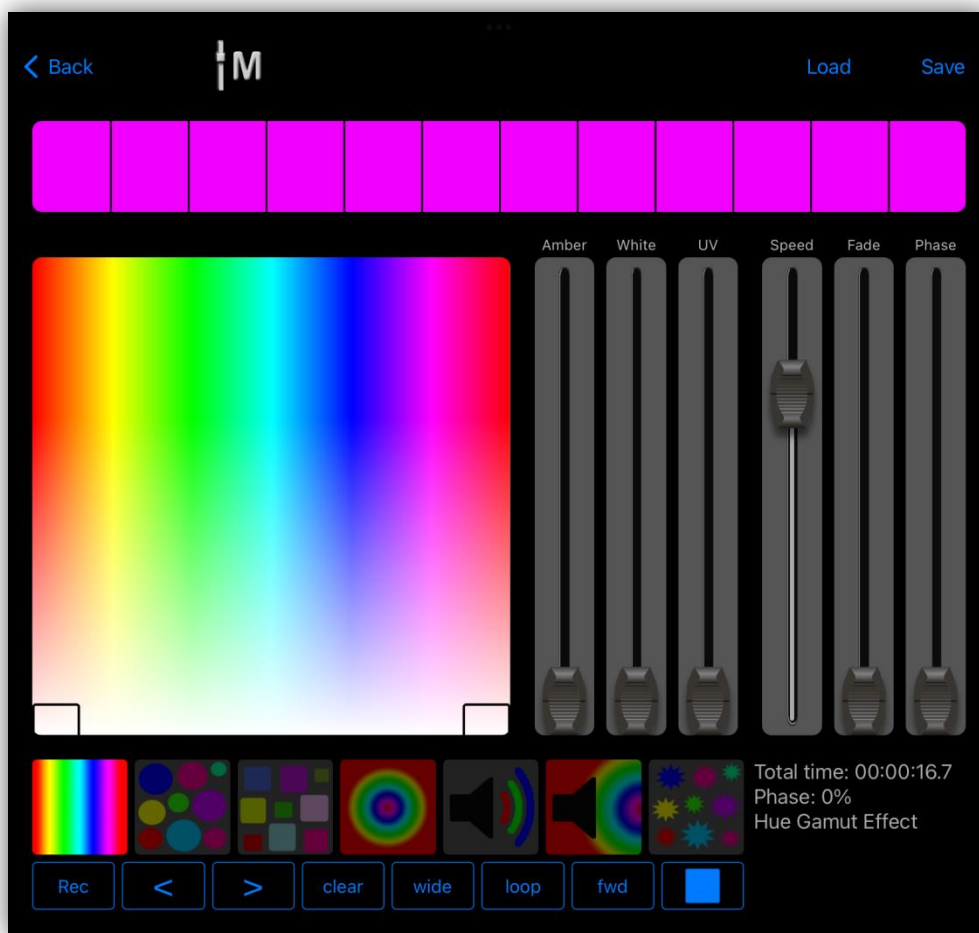 Back
M
Load
Save
Amber White UV Speed Fade Phase
Total time: 00:00:16.7
Phase: 0%
Hue Gamut Effect
Rec < > clear wide loop fwd